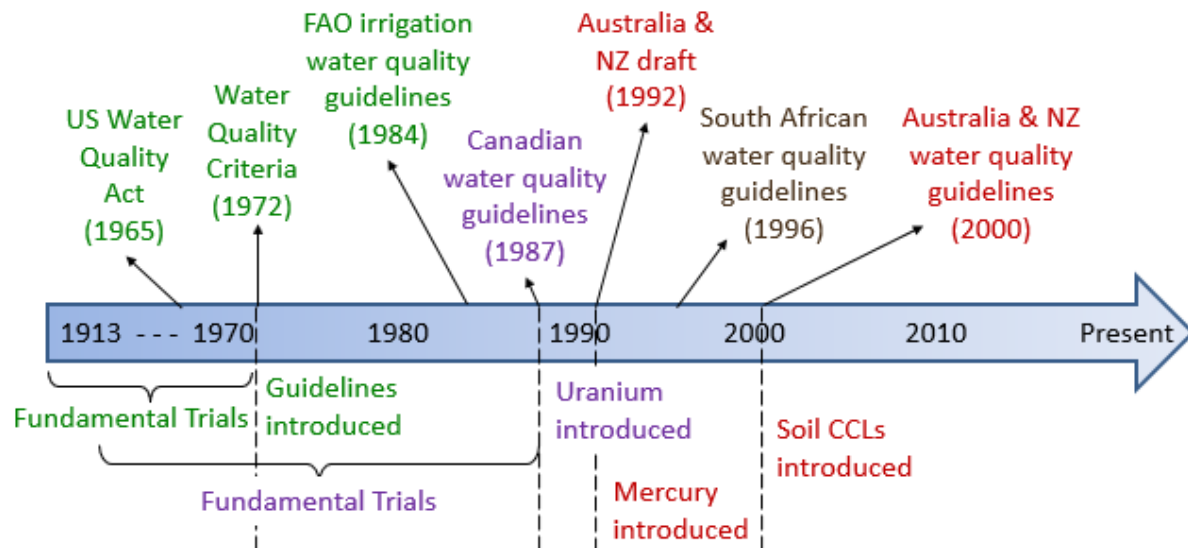 US Water
Quality
Act
(1965)
Water
Quality
Criteria
(1972)
FAO irrigation
water quality
guidelines
(1984)
Canadian
water quality
guidelines
(1987)
Australia &
NZ draft
(1992)
South African
water quality
guidelines
(1996)
Australia & NZ
water quality
guidelines
(2000)
1913 - - - 1970 1980 1990 2000 2010 Present
Fundamental Trials
Guidelines
introduced
Fundamental Trials
Uranium
introduced
Mercury
introduced
Soil CCLs
introduced